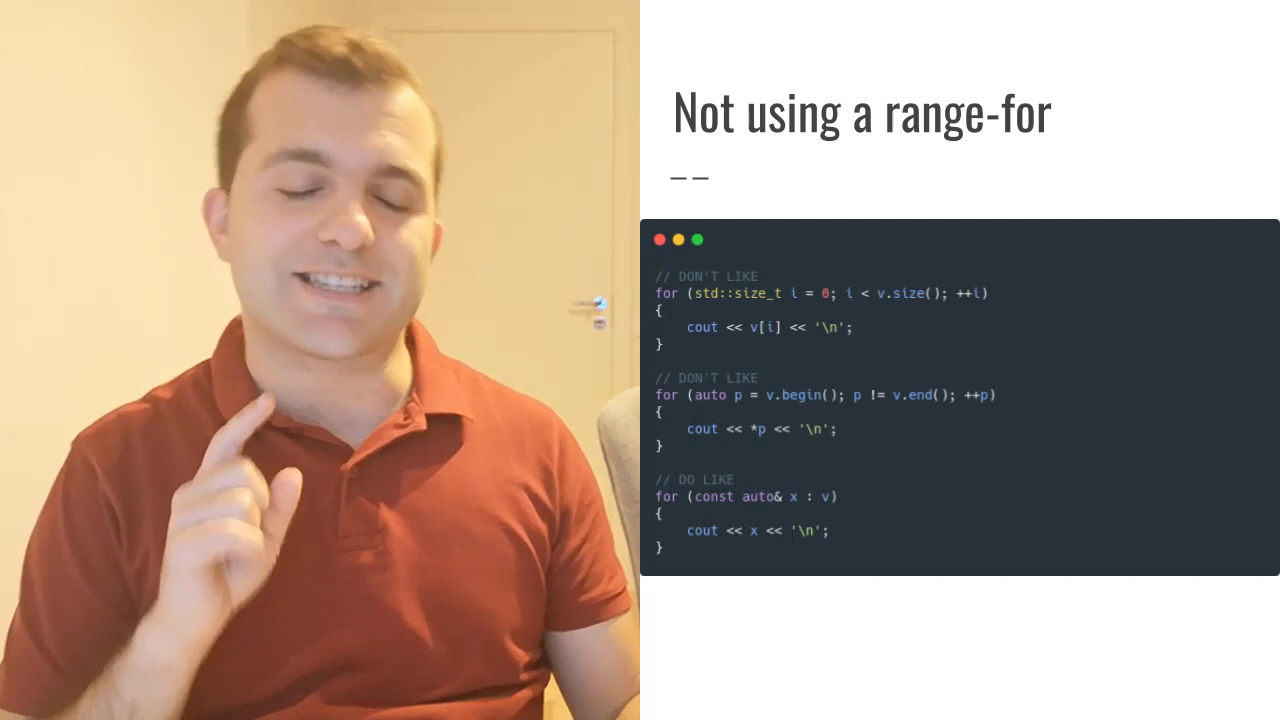 Not using a range-for
// DON'T LIKE
for (std::size_t i = 0; i < v.size(); ++i)
{
    cout << v[i] << '\n';
}
// DON'T LIKE
for (auto p = v.begin(); p != v.end(); ++p)
{
    cout << *p << '\n';
}
// DO LIKE
for (const auto& x : v)
{
    cout << x << '\n';
}